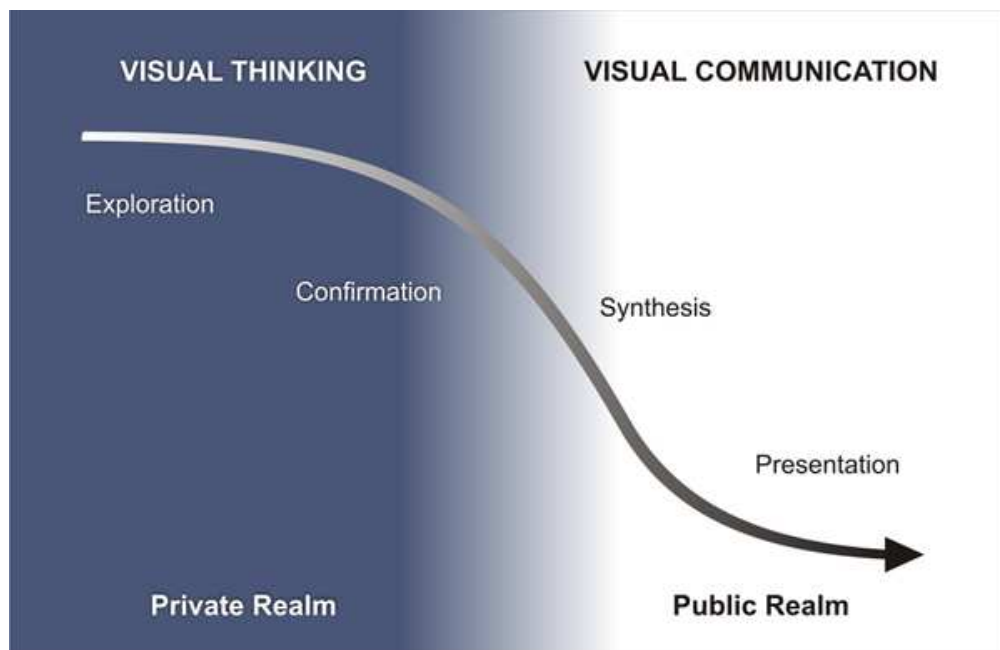 VISUAL THINKING
VISUAL COMMUNICATION
Exploration
Confirmation
Synthesis
Presentation
Private Realm
Public Realm